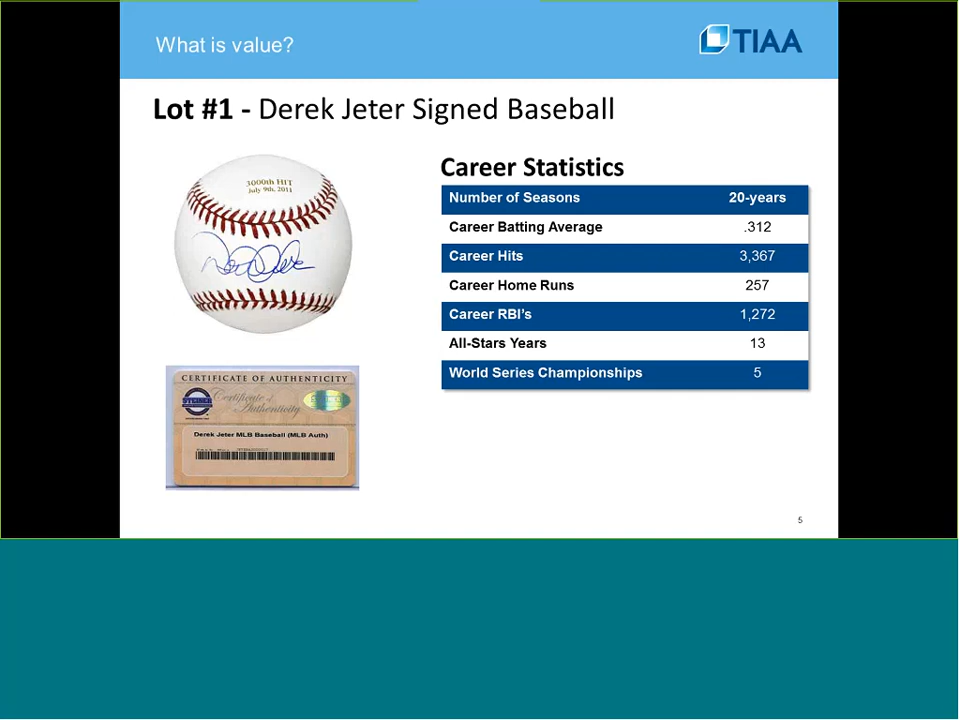 What is value?
TIAA
Lot #1 - Derek Jeter Signed Baseball
3000th HIT
July 9th, 2011
Career Statistics
Number of Seasons 20-years
Career Batting Average .312
Career Hits 3,367
Career Home Runs 257
Career RBI's 1,272
All-Stars Years 13
World Series Championships 5
CERTIFICATE OF AUTHENTICITY
STEINER
Certificate of
Authenticity
Derek Jeter MLB Baseball (MLB Auth)
5